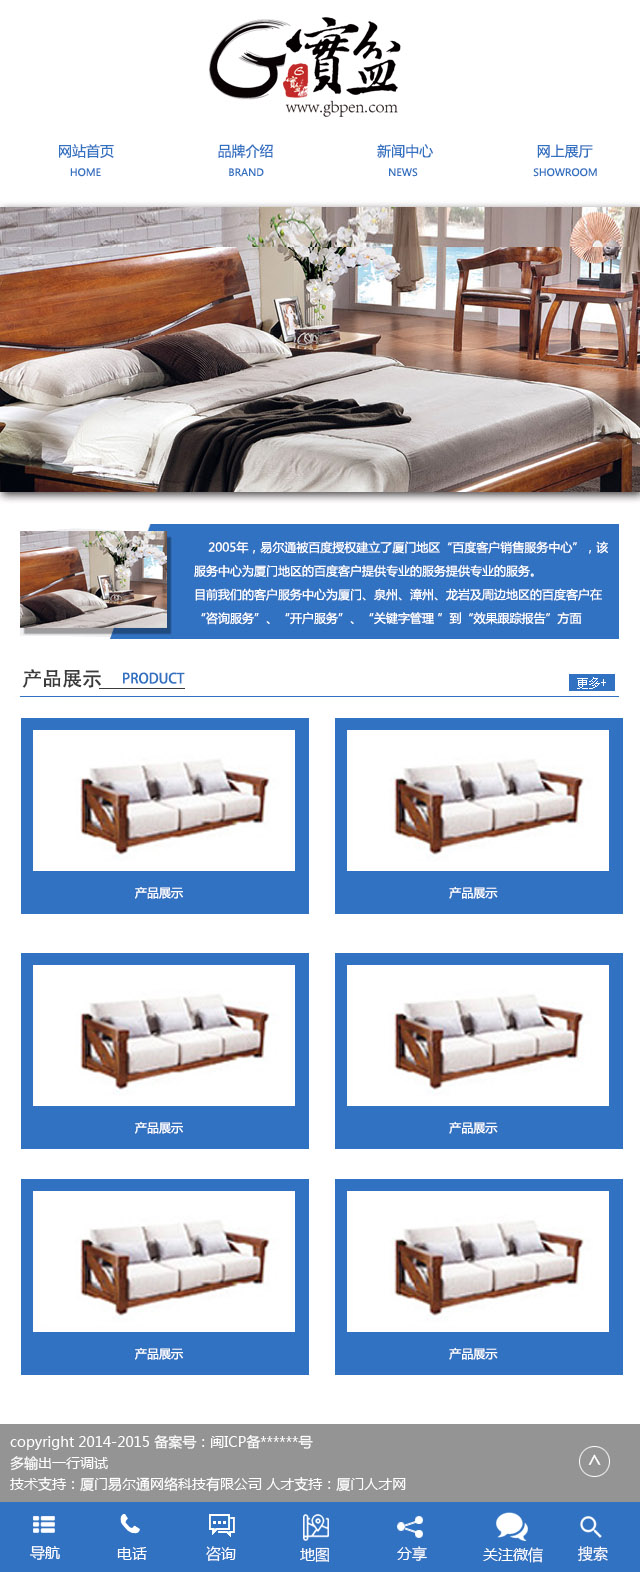 G寶盆
www.gbpen.com
网站首页 品牌介绍 新闻中心 网上展厅
HOME BRAND NEWS SHOWROOM
2005年，易尔通被百度授权建立了厦门地区“百度客户销售服务中心”，该
服务中心为厦门地区的百度客户提供专业的服务提供专业的服务。
目前我们的客户服务中心为厦门、泉州、漳州、龙岩及周边地区的百度客户在
“咨询服务”、“开户服务”、“关键字管理 ”到“效果跟踪报告”方面
产品展示 PRODUCT 更多+
产品展示 产品展示
产品展示 产品展示
产品展示 产品展示
copyright 2014-2015 备案号：闽ICP备******号
多输出一行调试
技术支持：厦门易尔通网络科技有限公司 人才支持：厦门人才网
导航 电话 咨询 地图 分享 关注微信 搜索